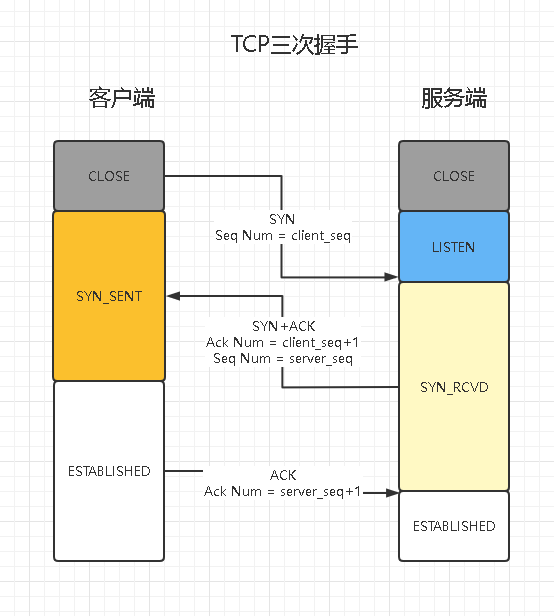 TCP三次握手
客户端
服务端
CLOSE
CLOSE
SYN
Seq Num = client_seq
LISTEN
SYN_SENT
SYN+ACK
Ack Num = client_seq+1
Seq Num = server_seq
SYN_RCVD
ESTABLISHED
ACK
Ack Num = server_seq+1
ESTABLISHED